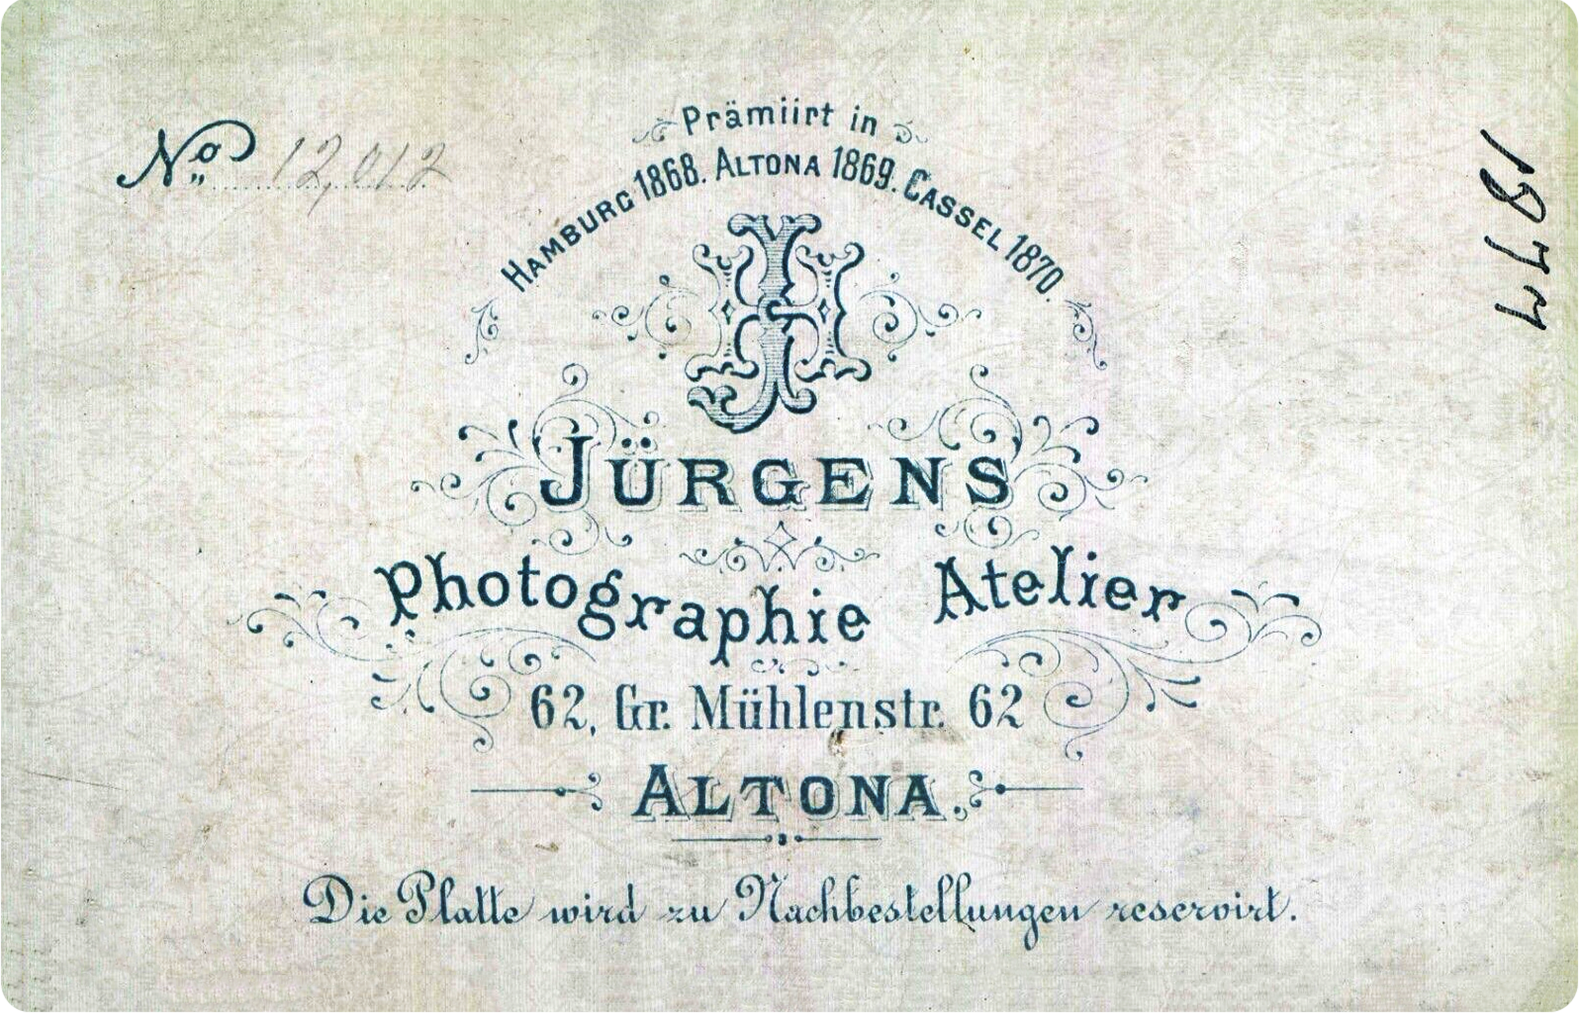 No 12,012
Prämiirt in
HAMBURG 1868. ALTONA 1869. CASSEL 1870.
JH
JÜRGENS
Photographie Atelier
62, Gr. Mühlenstr. 62
ALTONA.
Die Platte wird zu Nachbestellungen reservirt.
1877